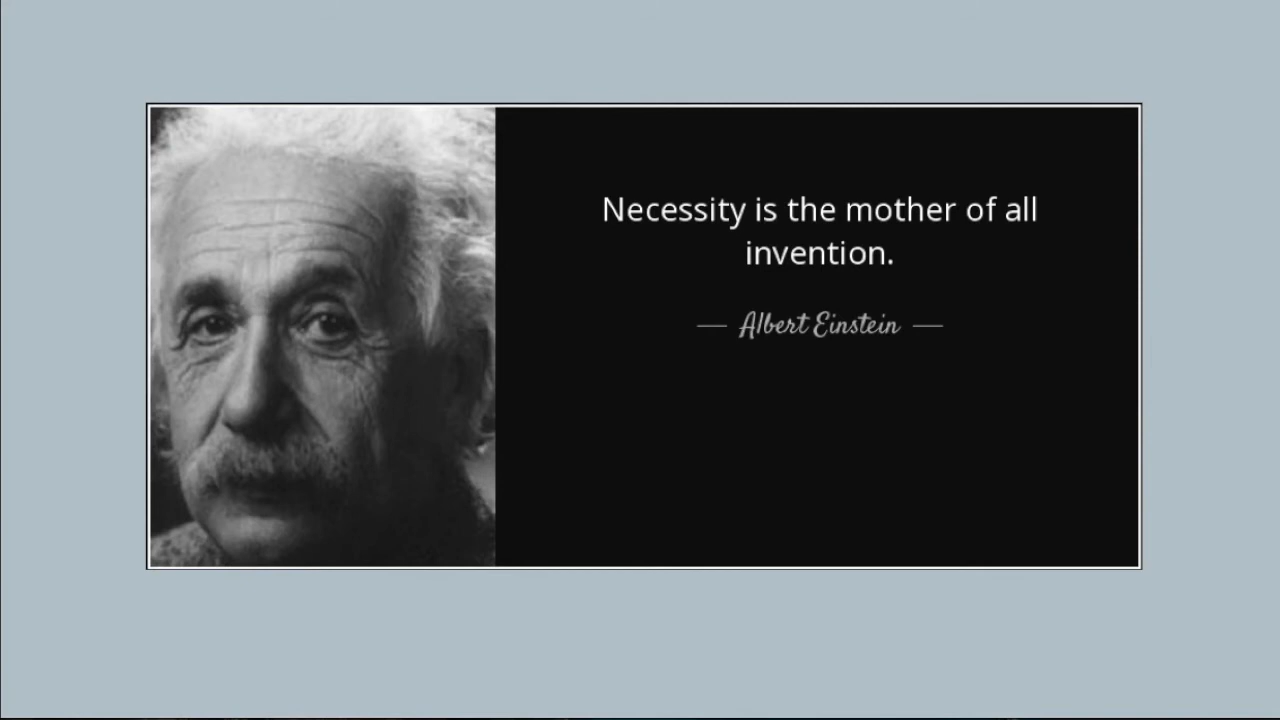 Necessity is the mother of all
invention.
— Albert Einstein —